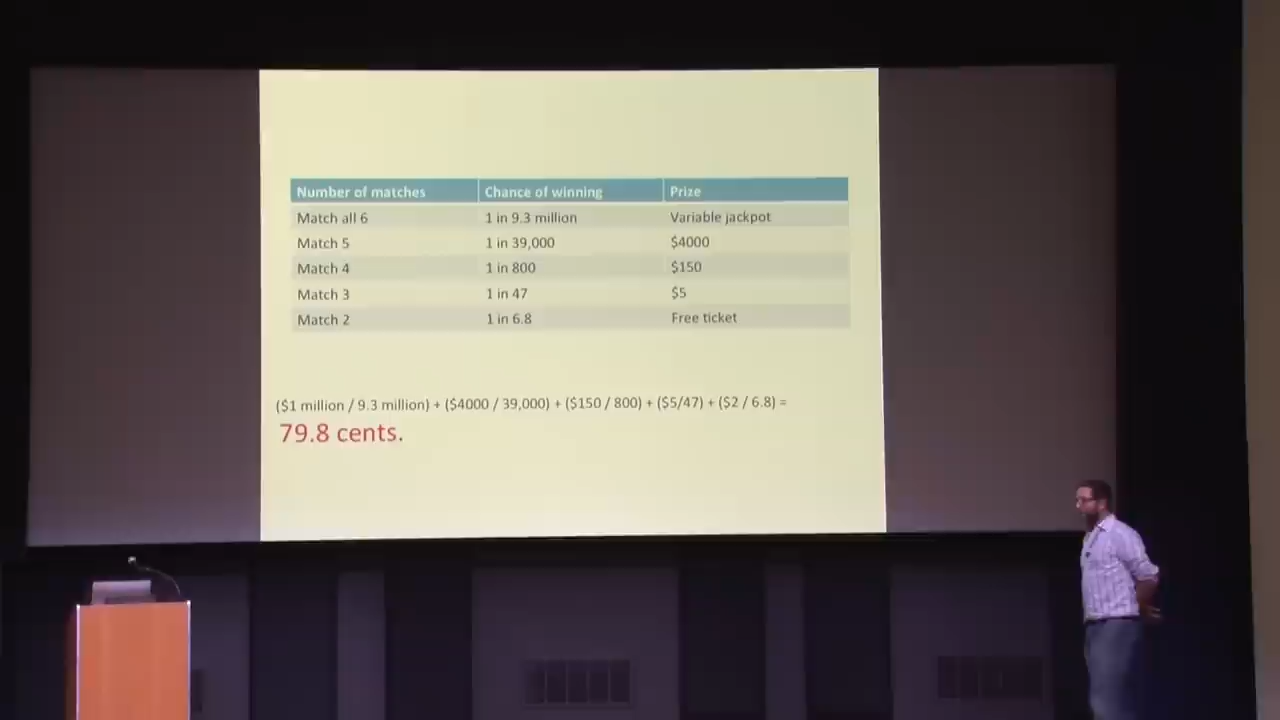 Number of matches Chance of winning Prize
Match all 6 1 in 9.3 million Variable jackpot
Match 5 1 in 39,000 $4000
Match 4 1 in 800 $150
Match 3 1 in 47 $5
Match 2 1 in 6.8 Free ticket
($1 million / 9.3 million) + ($4000 / 39,000) + ($150 / 800) + ($5/47) + ($2 / 6.8) =
79.8 cents.